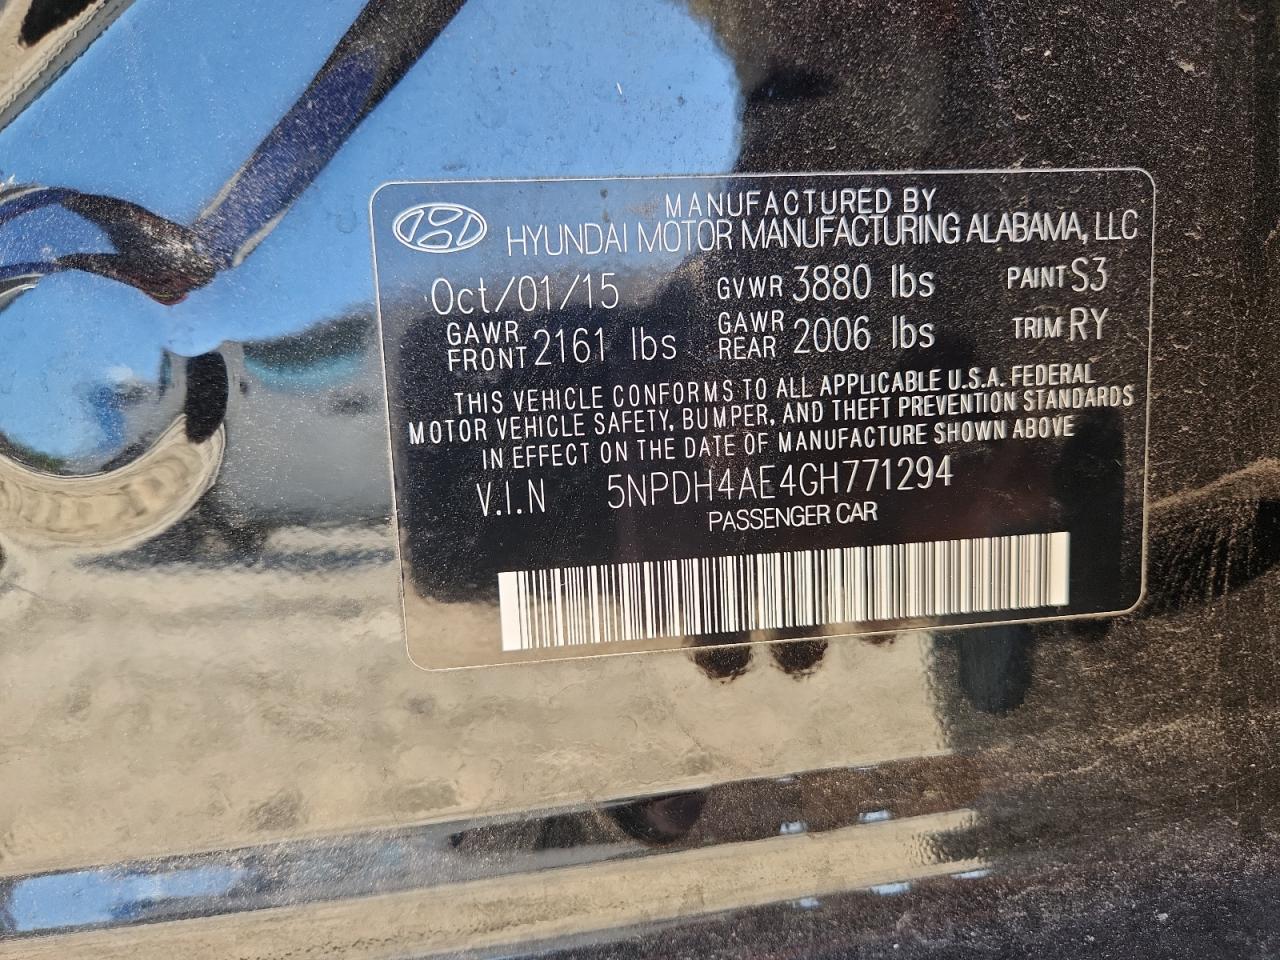 MANUFACTURED BY
HYUNDAI MOTOR MANUFACTURING ALABAMA, LLC
Oct/01/15 GVWR 3880 lbs PAINT S3
GAWR FRONT 2161 lbs GAWR REAR 2006 lbs TRIM RY
THIS VEHICLE CONFORMS TO ALL APPLICABLE U.S.A. FEDERAL
MOTOR VEHICLE SAFETY, BUMPER, AND THEFT PREVENTION STANDARDS
IN EFFECT ON THE DATE OF MANUFACTURE SHOWN ABOVE
V.I.N 5NPDH4AE4GH771294
PASSENGER CAR